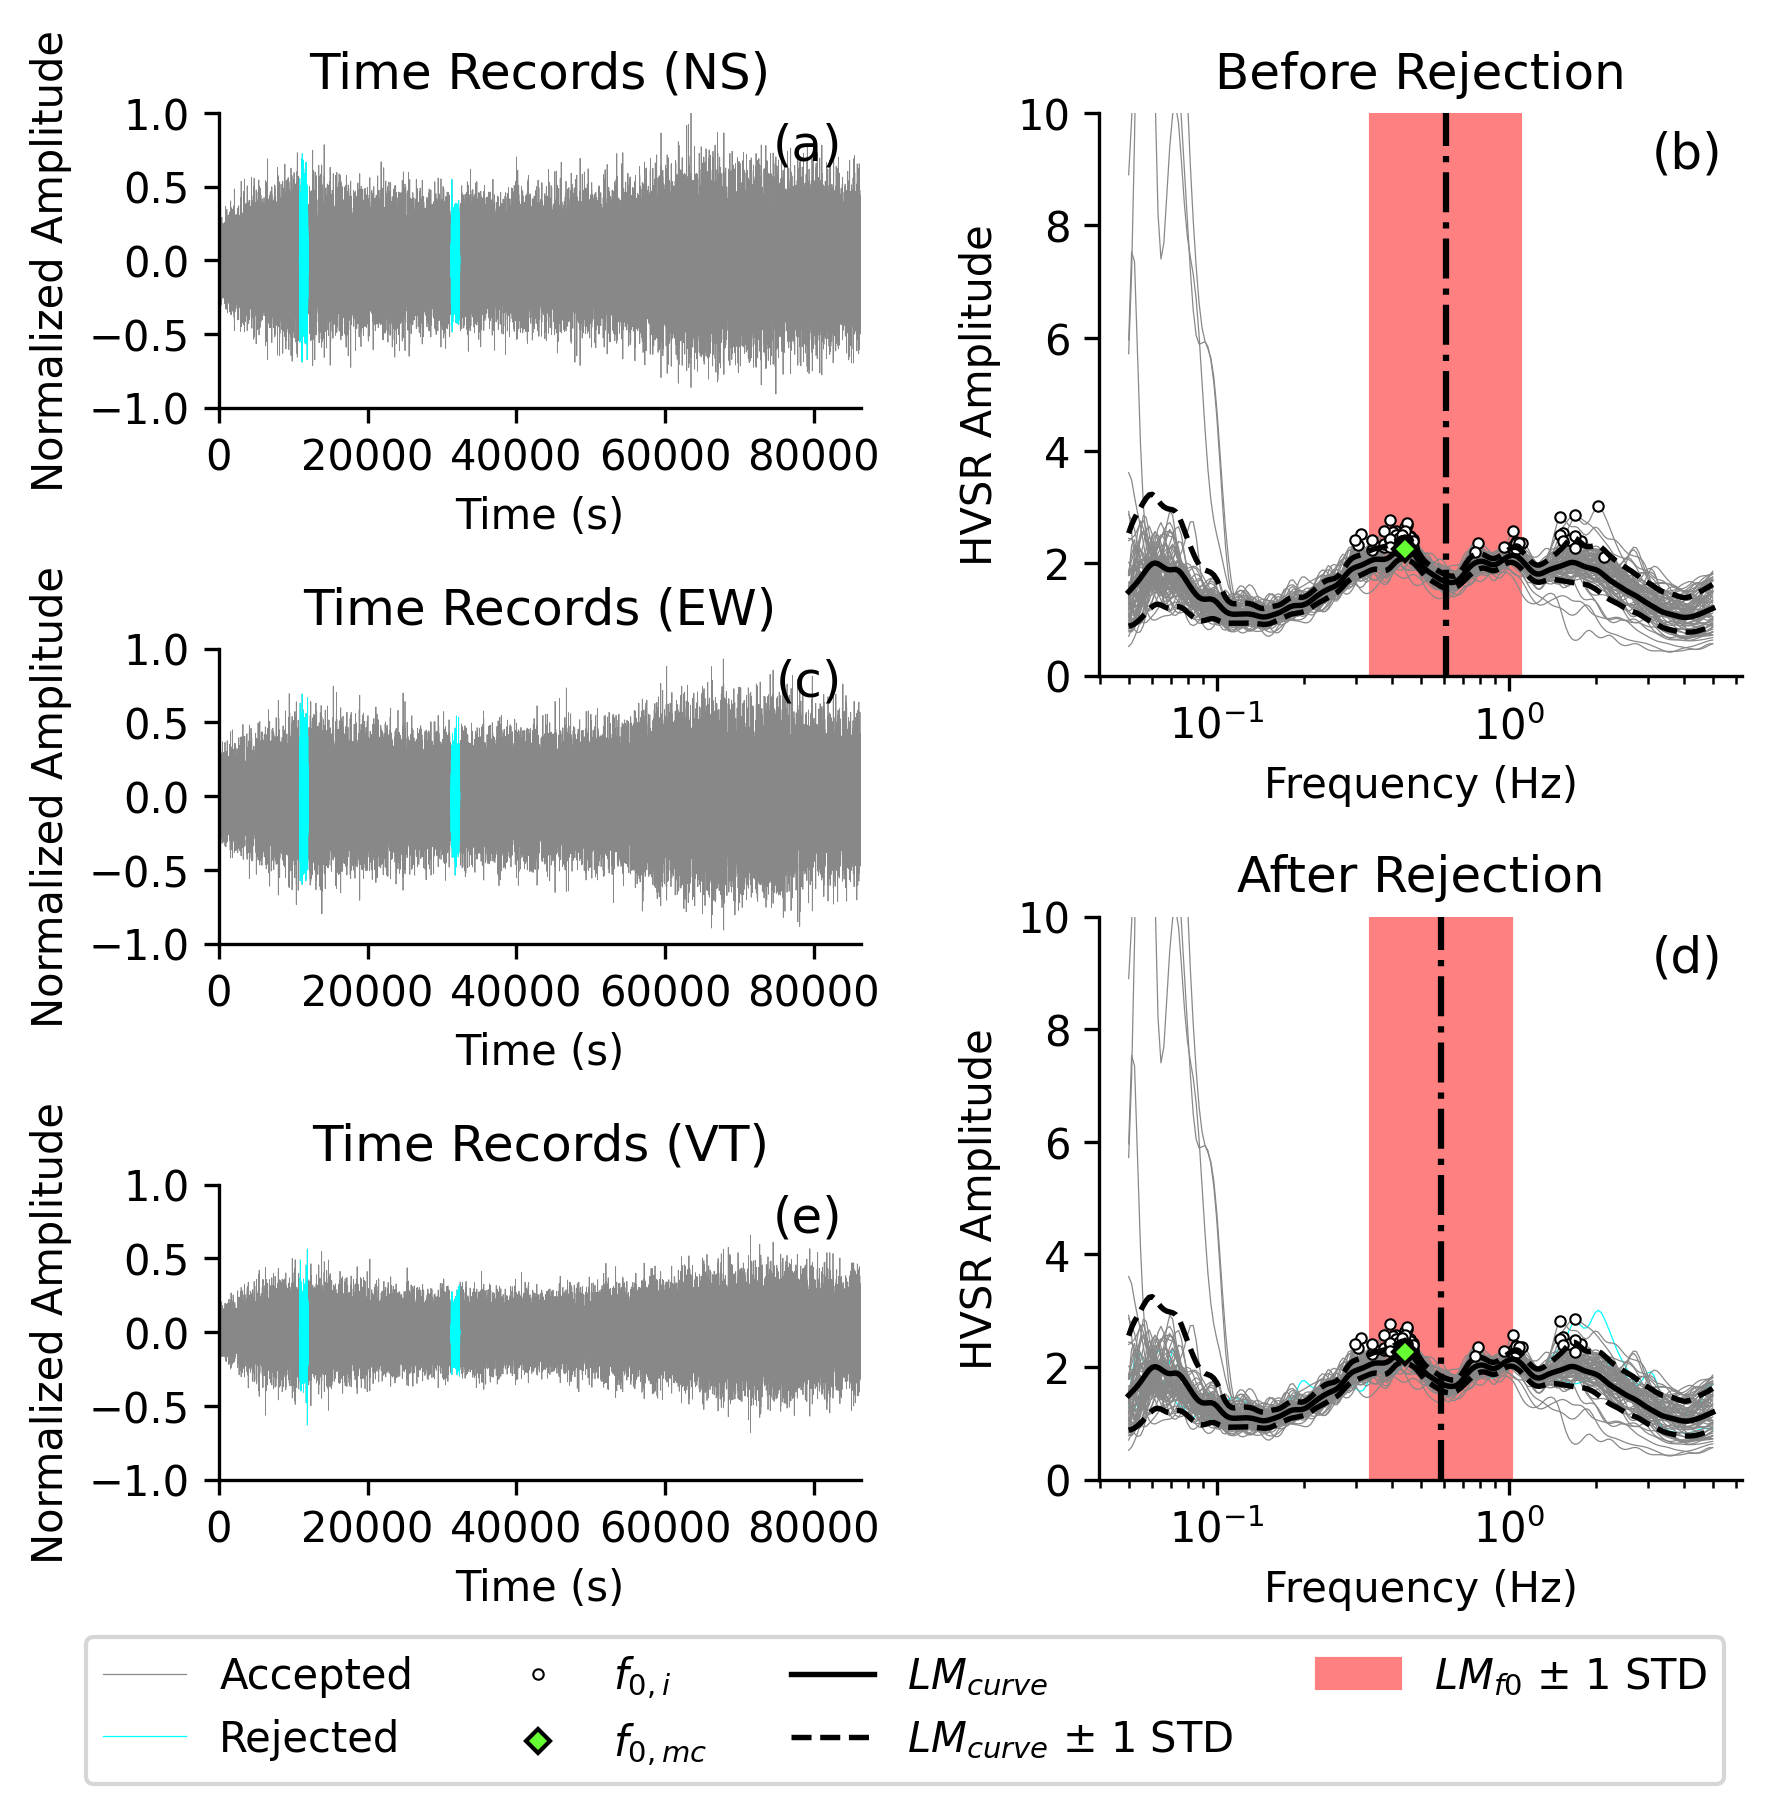 Time Records (NS)
Normalized Amplitude
1.0
0.5
0.0
−0.5
−1.0
(a)
0 20000 40000 60000 80000
Time (s)
Before Rejection
HVSR Amplitude
10
8
6
4
2
0
(b)
10⁻¹ 10⁰
Frequency (Hz)
Time Records (EW)
Normalized Amplitude
1.0
0.5
0.0
−0.5
−1.0
(c)
0 20000 40000 60000 80000
Time (s)
After Rejection
HVSR Amplitude
10
8
6
4
2
0
(d)
10⁻¹ 10⁰
Frequency (Hz)
Time Records (VT)
Normalized Amplitude
1.0
0.5
0.0
−0.5
−1.0
(e)
0 20000 40000 60000 80000
Time (s)
Accepted
Rejected
f0,i
f0,mc
LMcurve
LMcurve ± 1 STD
LMf0 ± 1 STD